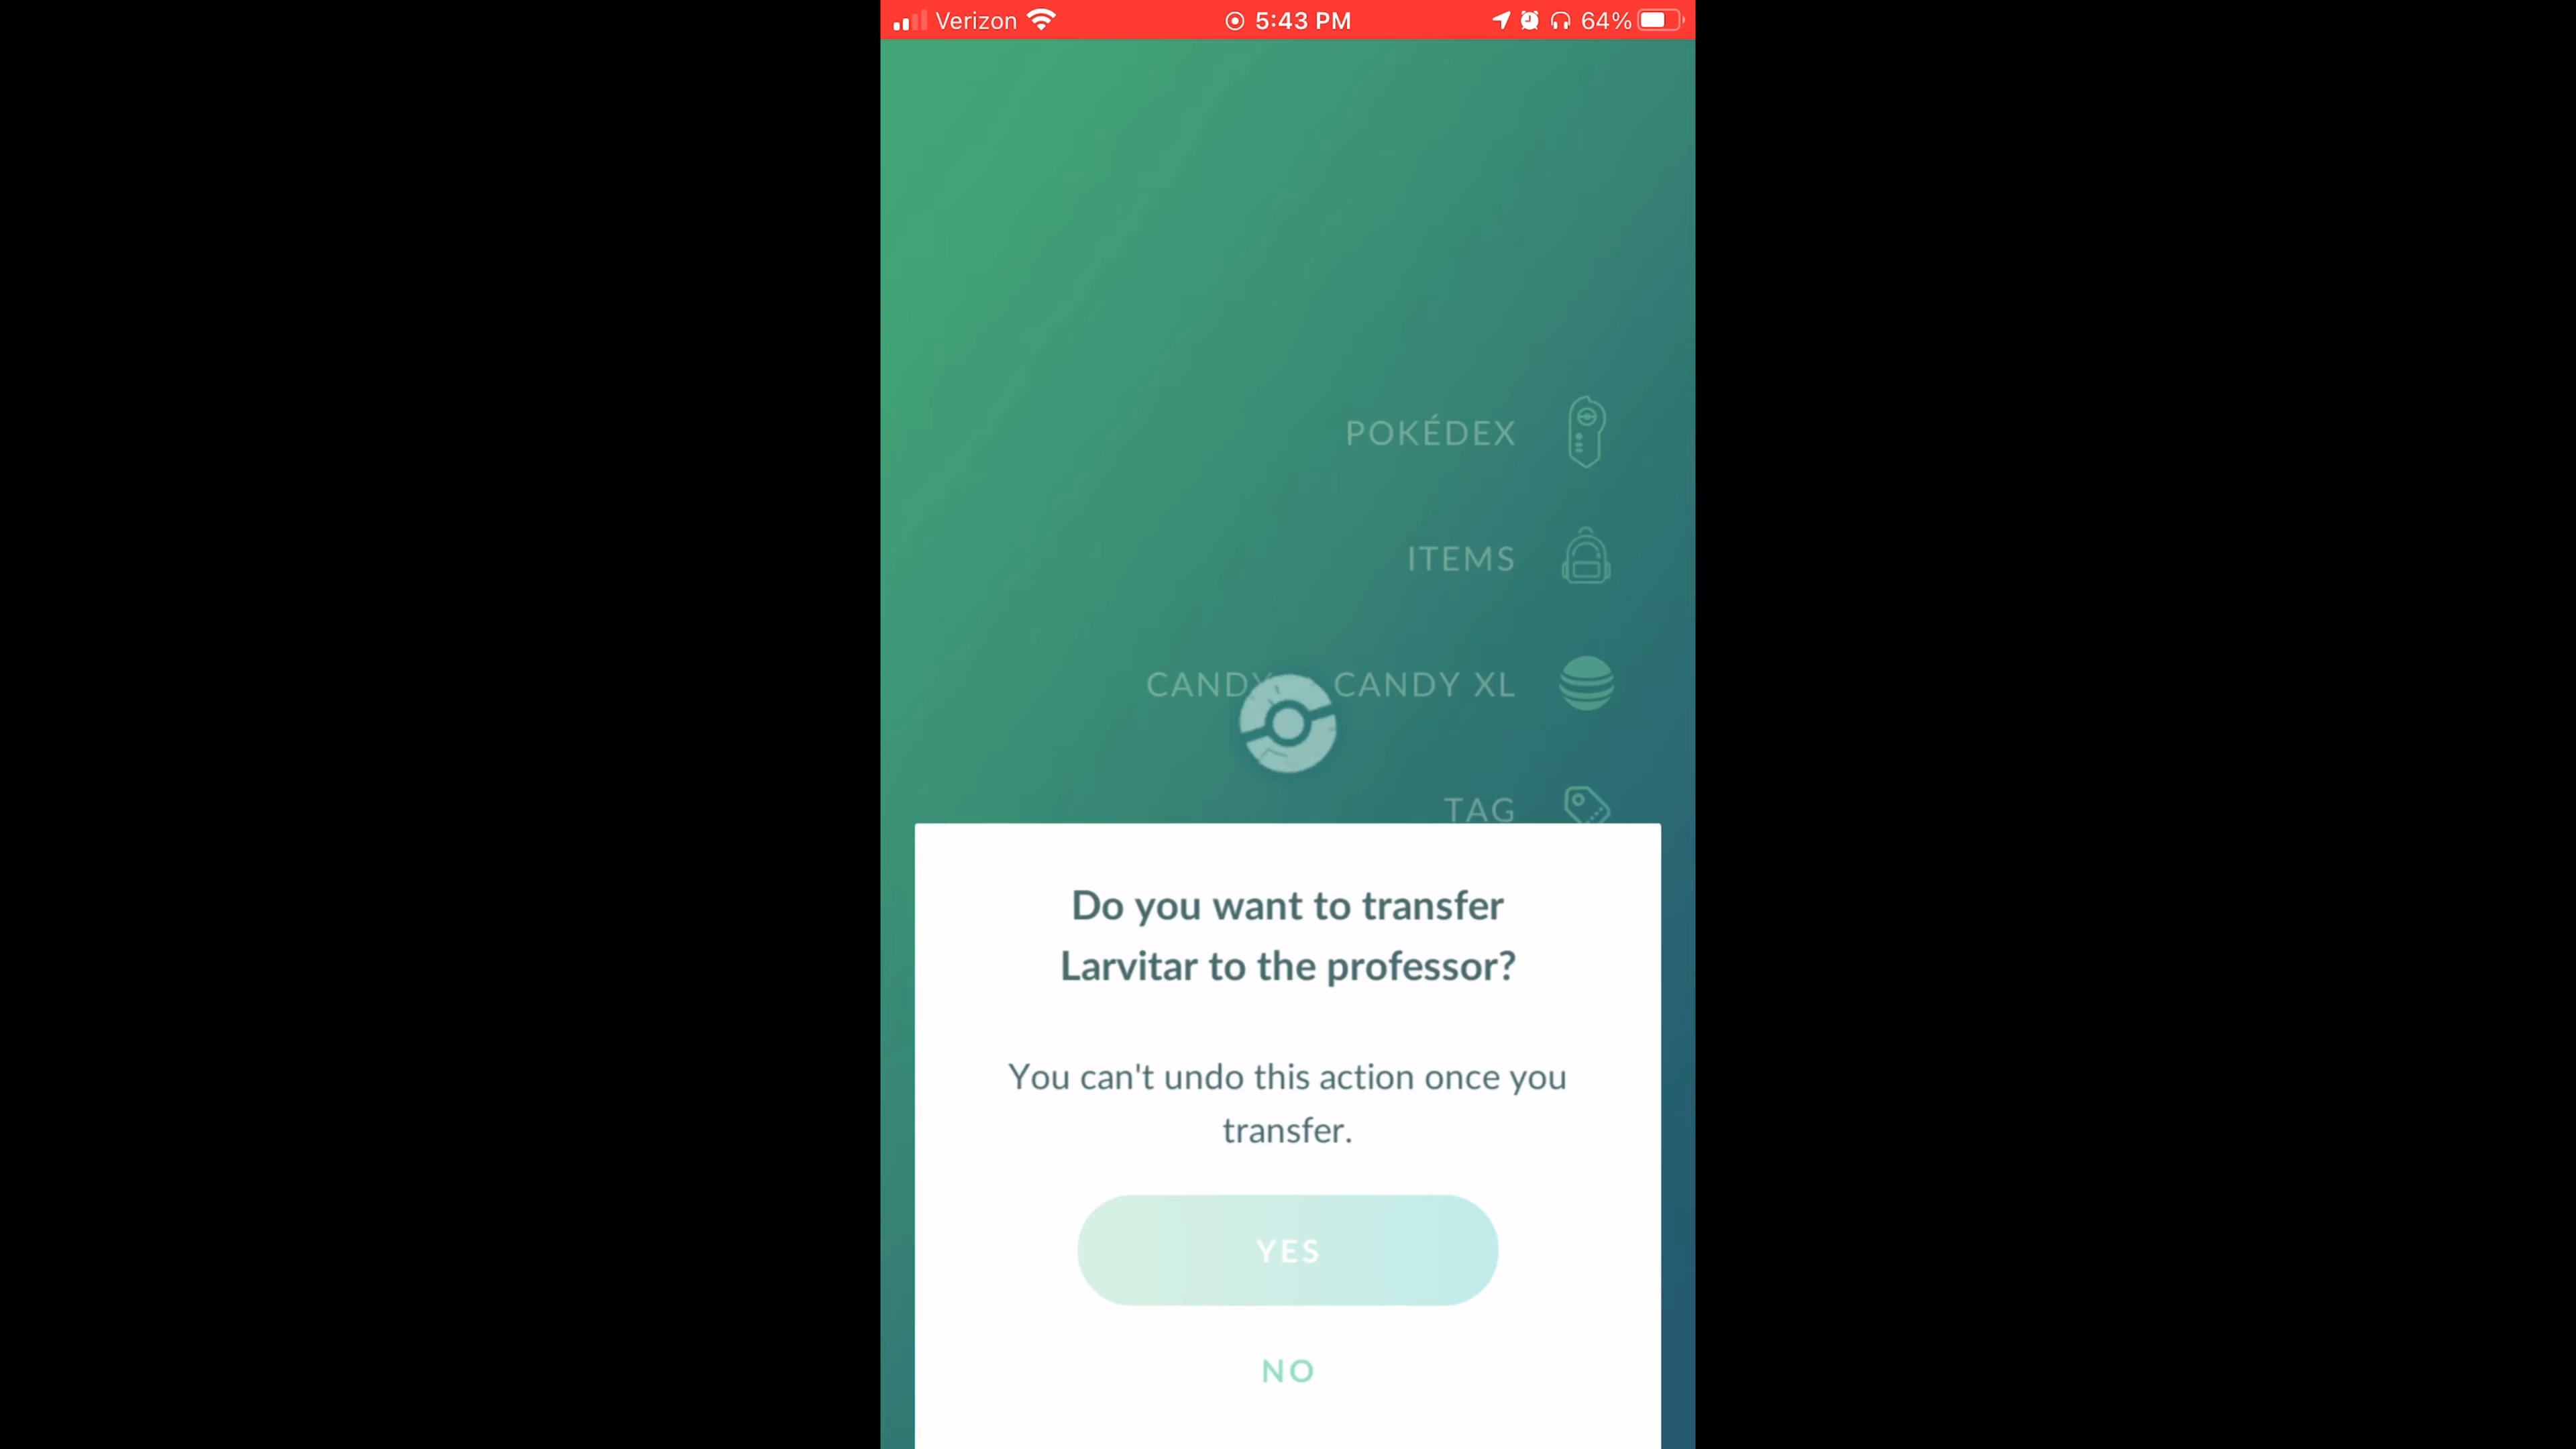 Verizon 5:43 PM 64%
POKÉDEX
ITEMS
CANDY CANDY XL
TAG
Do you want to transfer
Larvitar to the professor?
You can't undo this action once you
transfer.
YES
NO